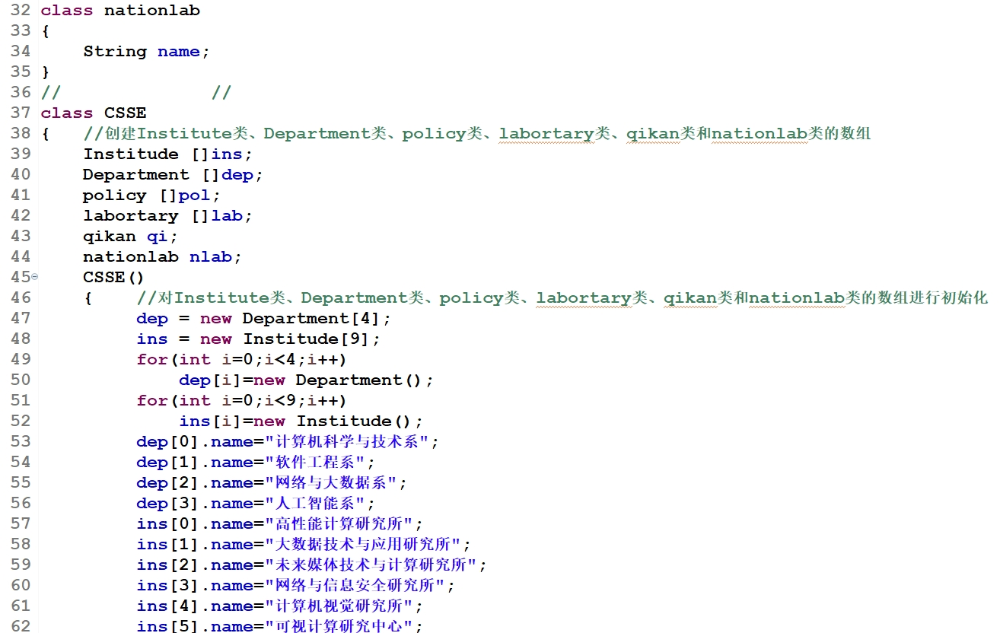 32 class nationlab
33 {
34     String name;
35 }
36 //              //
37 class CSSE
38 {   //创建Institute类、Department类、policy类、labortary类、qikan类和nationlab类的数组
39     Institude []ins;
40     Department []dep;
41     policy []pol;
42     labortary []lab;
43     qikan qi;
44     nationlab nlab;
45     CSSE()
46     {    //对Institute类、Department类、policy类、labortary类、qikan类和nationlab类的数组进行初始化
47          dep = new Department[4];
48          ins = new Institude[9];
49          for(int i=0;i<4;i++)
50              dep[i]=new Department();
51          for(int i=0;i<9;i++)
52              ins[i]=new Institude();
53          dep[0].name="计算机科学与技术系";
54          dep[1].name="软件工程系";
55          dep[2].name="网络与大数据系";
56          dep[3].name="人工智能系";
57          ins[0].name="高性能计算研究所";
58          ins[1].name="大数据技术与应用研究所";
59          ins[2].name="未来媒体技术与计算研究所";
60          ins[3].name="网络与信息安全研究所";
61          ins[4].name="计算机视觉研究所";
62          ins[5].name="可视计算研究中心";